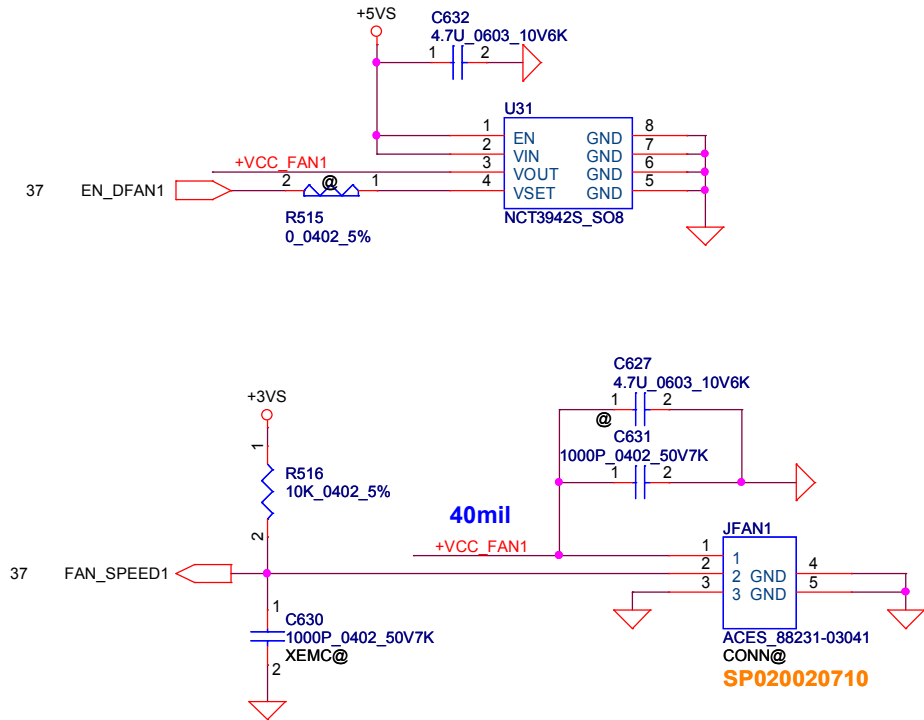 +5VS
C632
4.7U_0603_10V6K
1 2
U31
1 EN GND 8
2 VIN GND 7
+VCC_FAN1 3 VOUT GND 6
37 EN_DFAN1 2 @ 1 4 VSET GND 5
R515
0_0402_5%
NCT3942S_SO8
C627
4.7U_0603_10V6K
+3VS
1 2
@
C631
1000P_0402_50V7K
1 2
1
R516
10K_0402_5%
2
40mil
JFAN1
+VCC_FAN1 1 1
37 FAN_SPEED1 2 2 GND 4
3 3 GND 5
1
C630
1000P_0402_50V7K
XEMC@
2
ACES_88231-03041
CONN@
SP020020710